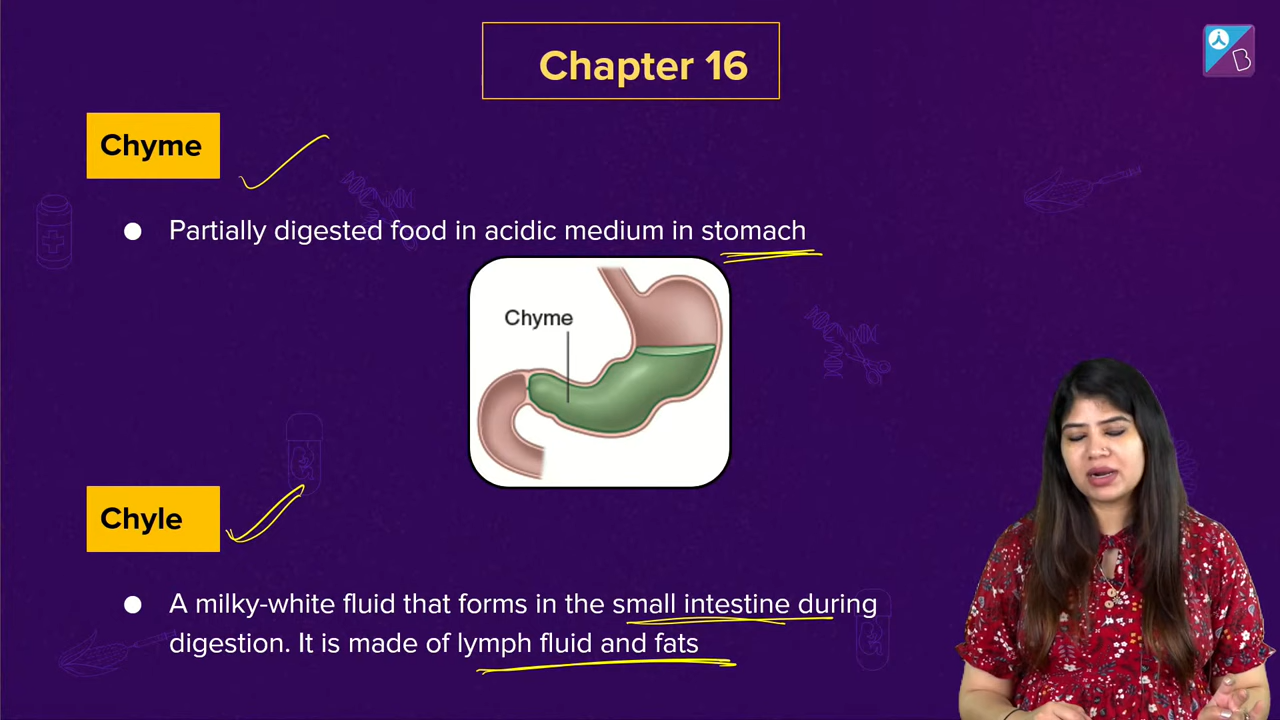 Chapter 16
B
Chyme
Partially digested food in acidic medium in stomach
Chyme
Chyle
A milky-white fluid that forms in the small intestine during
digestion. It is made of lymph fluid and fats